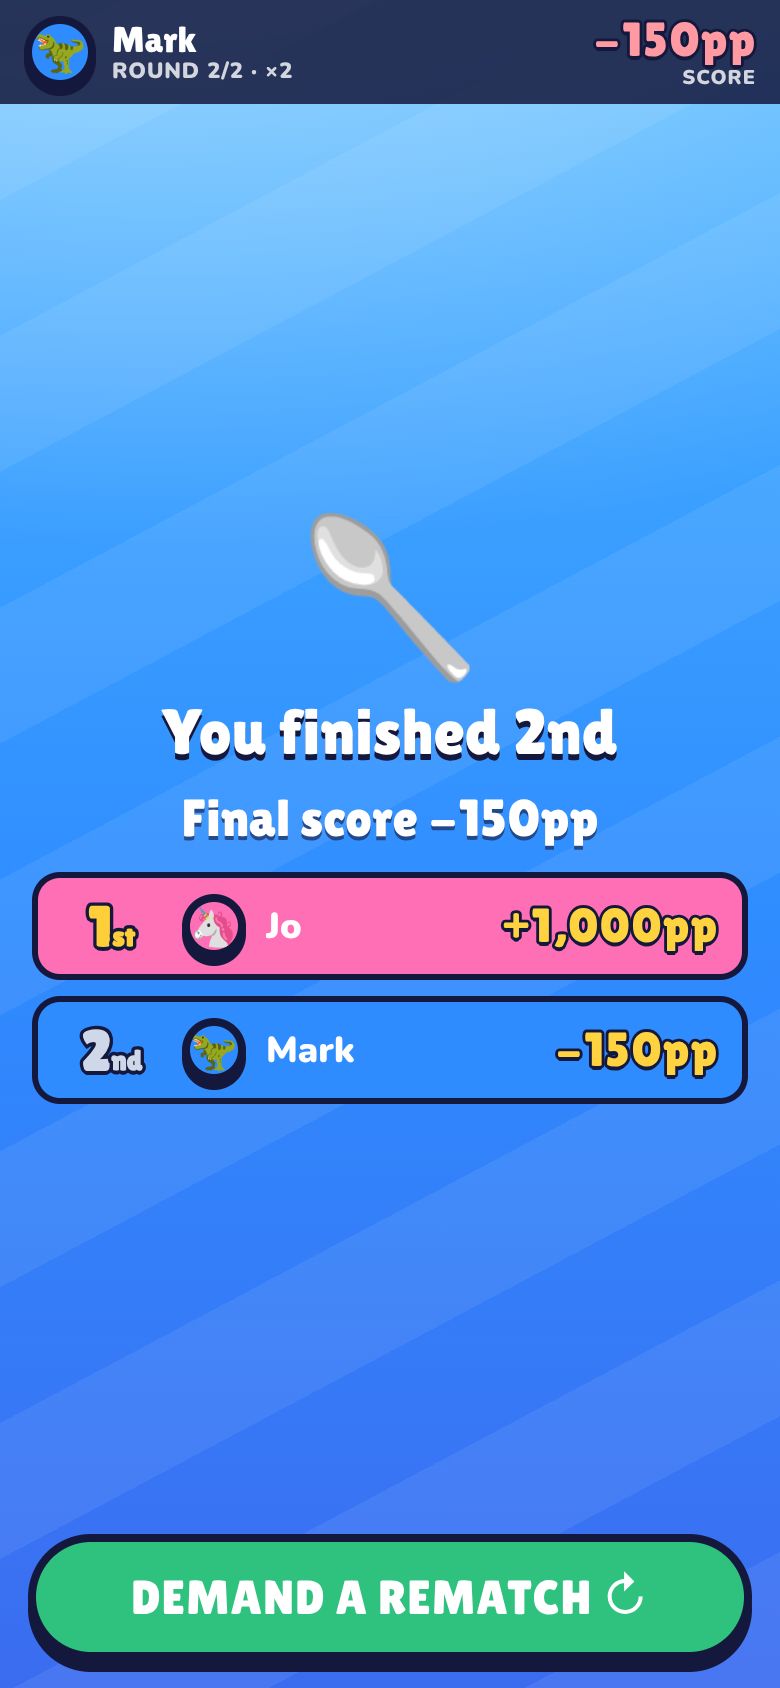 Mark
ROUND 2/2 · ×2
–150pp
SCORE
You finished 2nd
Final score –150pp
1st Jo +1,000pp
2nd Mark –150pp
DEMAND A REMATCH ↻